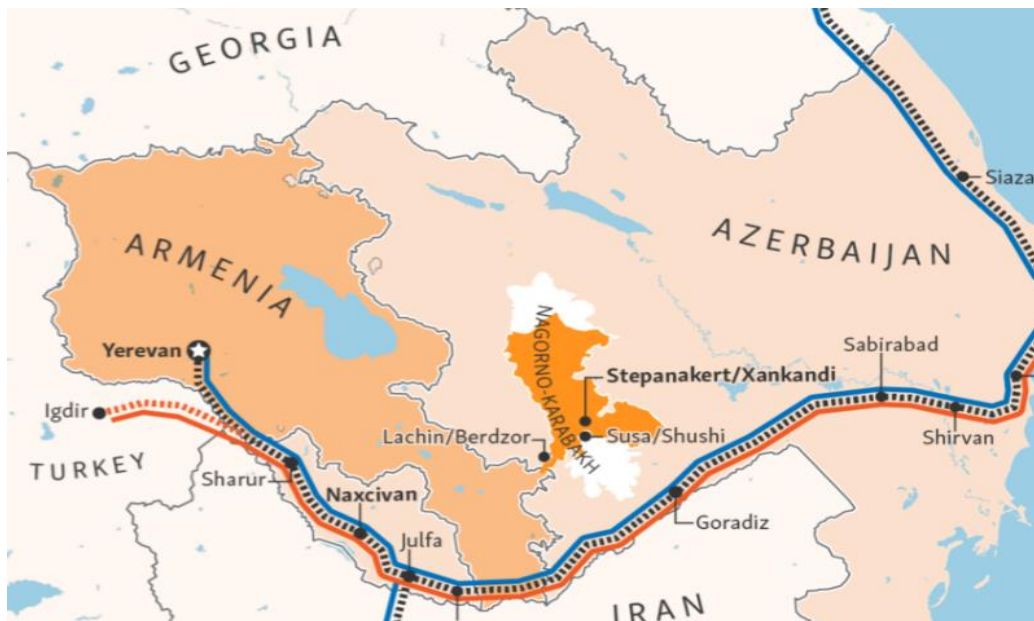 GEORGIA
Siaza
AZERBAIJAN
ARMENIA
NAGORNO-KARABAKH
Yerevan
Sabirabad
Stepanakert/Xankandi
Igdir
Lachin/Berdzor
Susa/Shushi
Shirvan
TURKEY
Sharur
Naxcivan
Goradiz
Julfa
IRAN